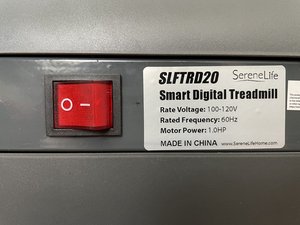 SLFTRD20 SereneLife
Smart Digital Treadmill
Rate Voltage: 100-120V
Rated Frequency: 60Hz
Motor Power: 1.0HP
MADE IN CHINA www.SereneLifeHome.com